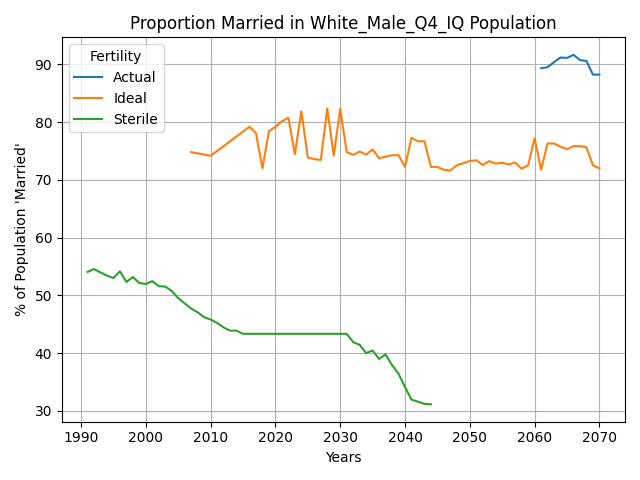 Proportion Married in White_Male_Q4_IQ Population
Fertility
Actual
Ideal
Sterile
% of Population 'Married'
90
80
70
60
50
40
30
1990 2000 2010 2020 2030 2040 2050 2060 2070
Years